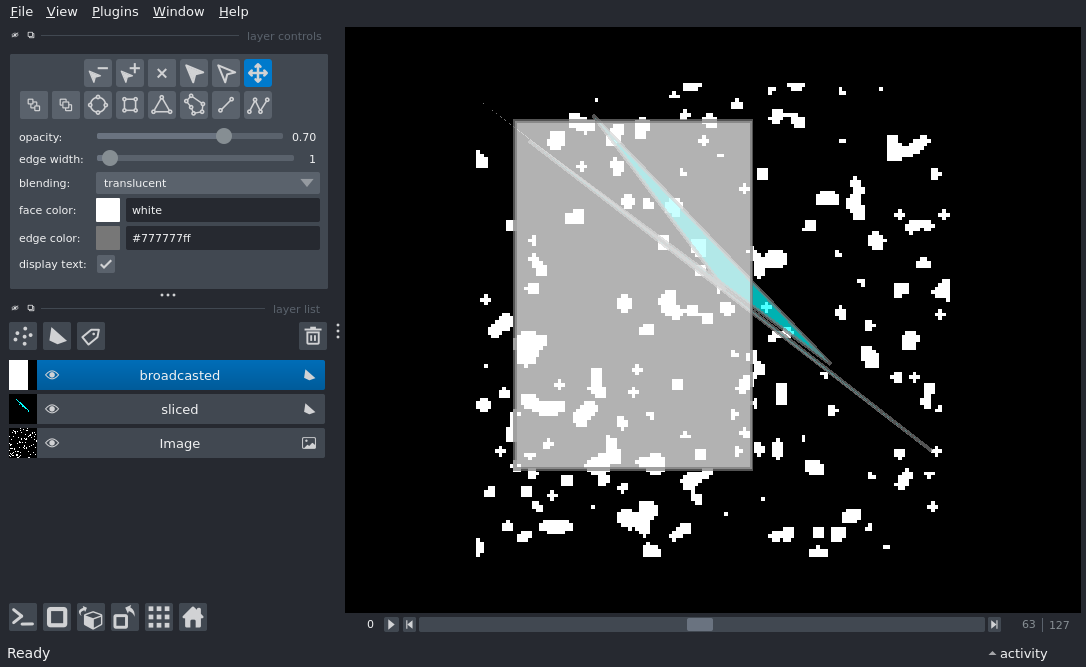 File View Plugins Window Help
layer controls
opacity: 0.70
edge width: 1
blending: translucent
face color: white
edge color: #777777ff
display text:
layer list
broadcasted
sliced
Image
0 63 127
Ready activity